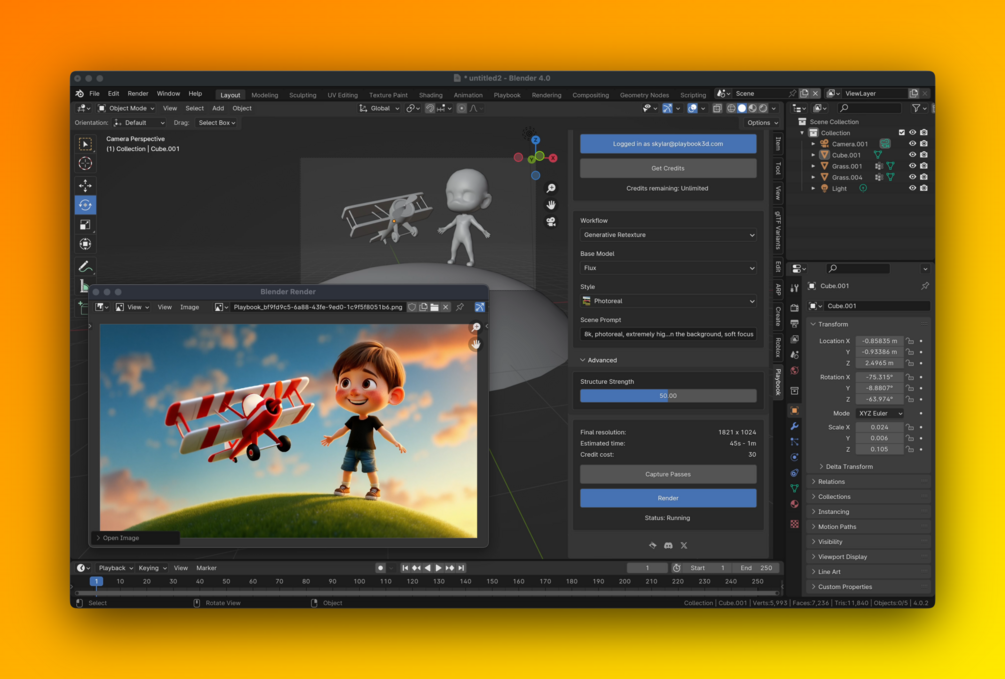 * untitled2 - Blender 4.0
File Edit Render Window Help Layout Modeling Sculpting UV Editing Texture Paint Shading Animation Playbook Rendering Compositing Geometry Nodes Scripting Scene ViewLayer
Object Mode View Select Add Object Global
Orientation: Default Drag: Select Box Options
Camera Perspective
(1) Collection | Cube.001
Z
X
Y
Logged in as skylar@playbook3d.com
Get Credits
Credits remaining: Unlimited
Workflow
Generative Retexture
Base Model
Flux
Style
Photoreal
Scene Prompt
8k, photoreal, extremely hig...n the background, soft focus
Advanced
Structure Strength
50.00
Final resolution: 1821 x 1024
Estimated time: 45s - 1m
Credit cost: 30
Capture Passes
Render
Status: Running
Item
Tool
View
glTF Variants
Edit
ARP
Create
Roblox
Playbook
Scene Collection
Collection
Camera.001
Cube.001
Grass.001
Grass.004
Light
Cube.001
Cube.001
Transform
Location X -0.85835 m
Y -0.93386 m
Z 2.4965 m
Rotation X -75.315°
Y -8.8807°
Z -63.974°
Mode XYZ Euler
Scale X 0.024
Y 0.006
Z 0.105
Delta Transform
Relations
Collections
Instancing
Motion Paths
Visibility
Viewport Display
Line Art
Custom Properties
Blender Render
View View Image Playbook_bf9fd9c5-6a88-43fe-9ed0-1c9f5f8051b6.png
Open Image
Playback Keying View Marker 1 Start 1 End 250
1 10 20 30 40 50 60 70 80 90 100 110 120 130 140 150 160 170 180 190 200 210 220 230 240 250
Select Rotate View Object Collection | Cube.001 | Verts:5,993 | Faces:7,236 | Tris:11,840 | Objects:0/5 | 4.0.2